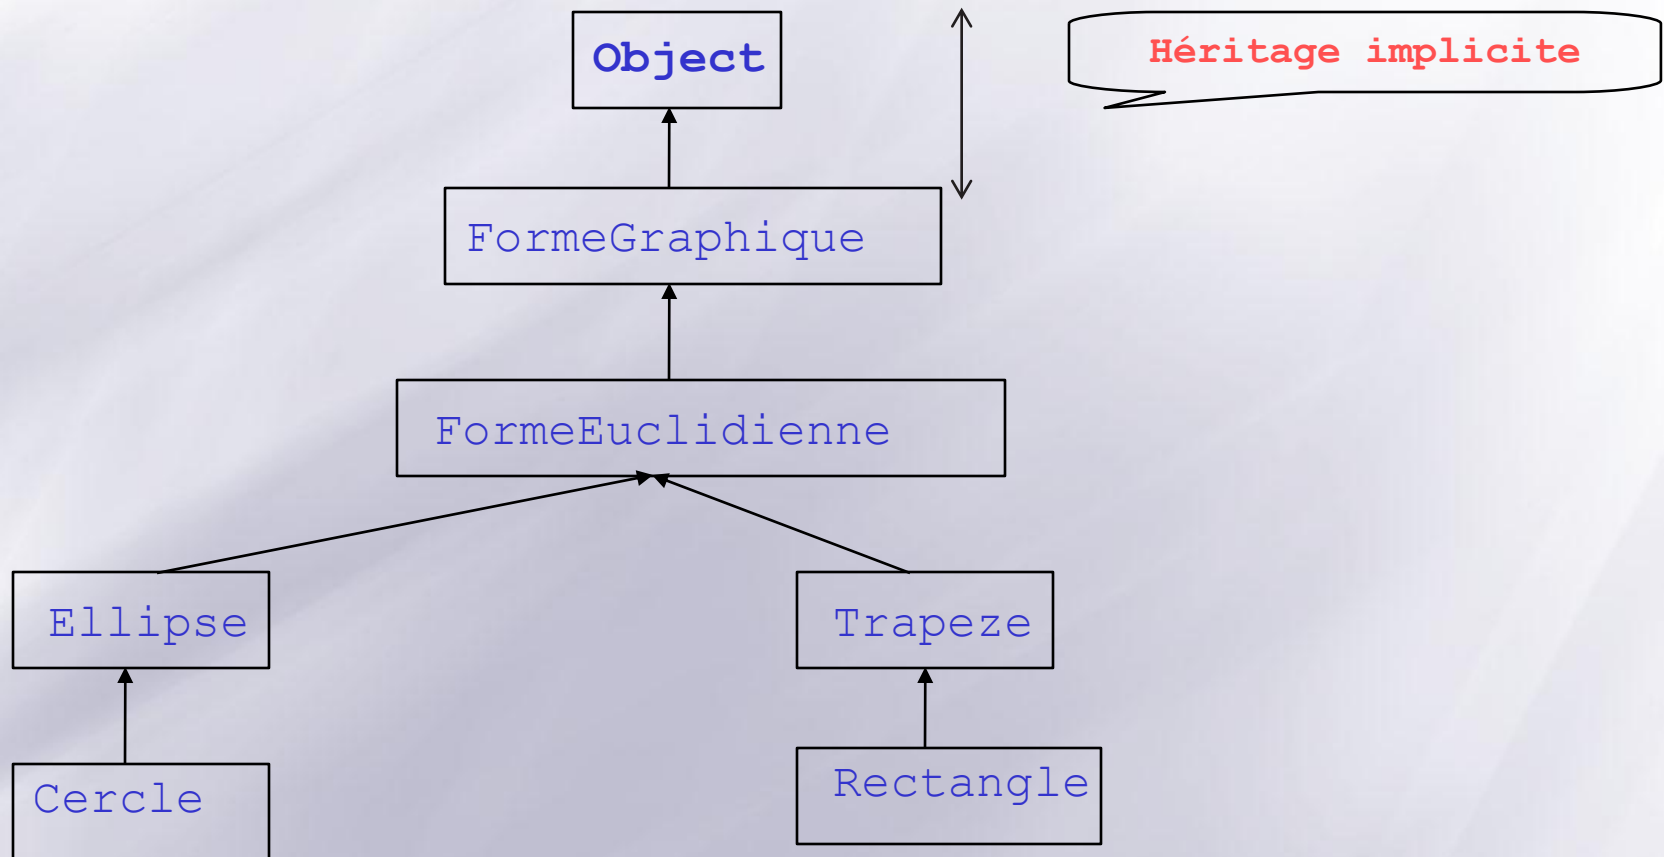 Object
Héritage implicite
FormeGraphique
FormeEuclidienne
Ellipse
Trapeze
Cercle
Rectangle